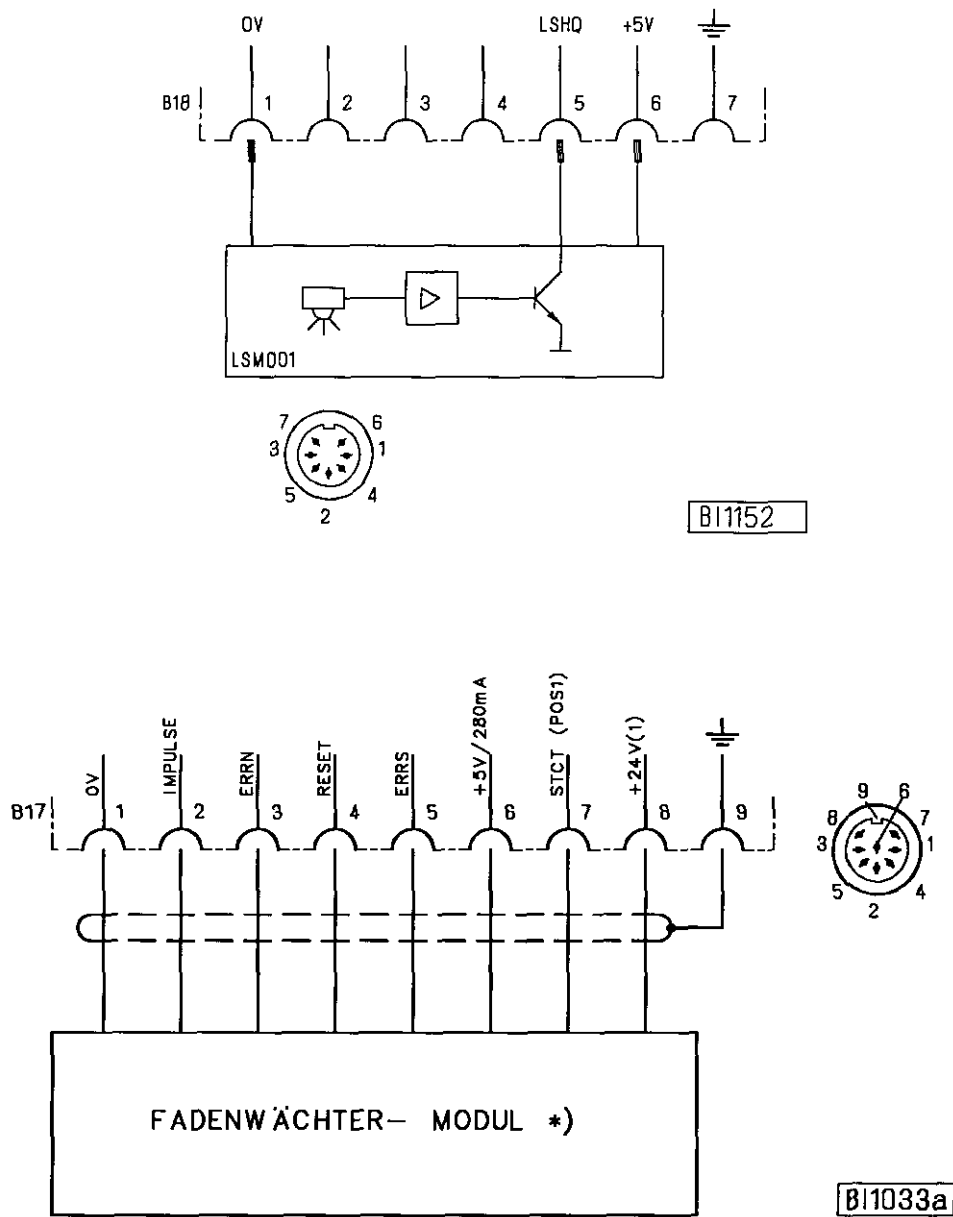 0V LSHQ +5V
B18 1 2 3 4 5 6 7
LSM001
7 6
3 1
5 4
2
BI1152
0V IMPULSE ERRN RESET ERRS +5V/280mA STCT (POS1) +24V(1)
B17 1 2 3 4 5 6 7 8 9
9 6
8 7
3 1
5 4
2
FADENWÄCHTER- MODUL *)
BI1033a